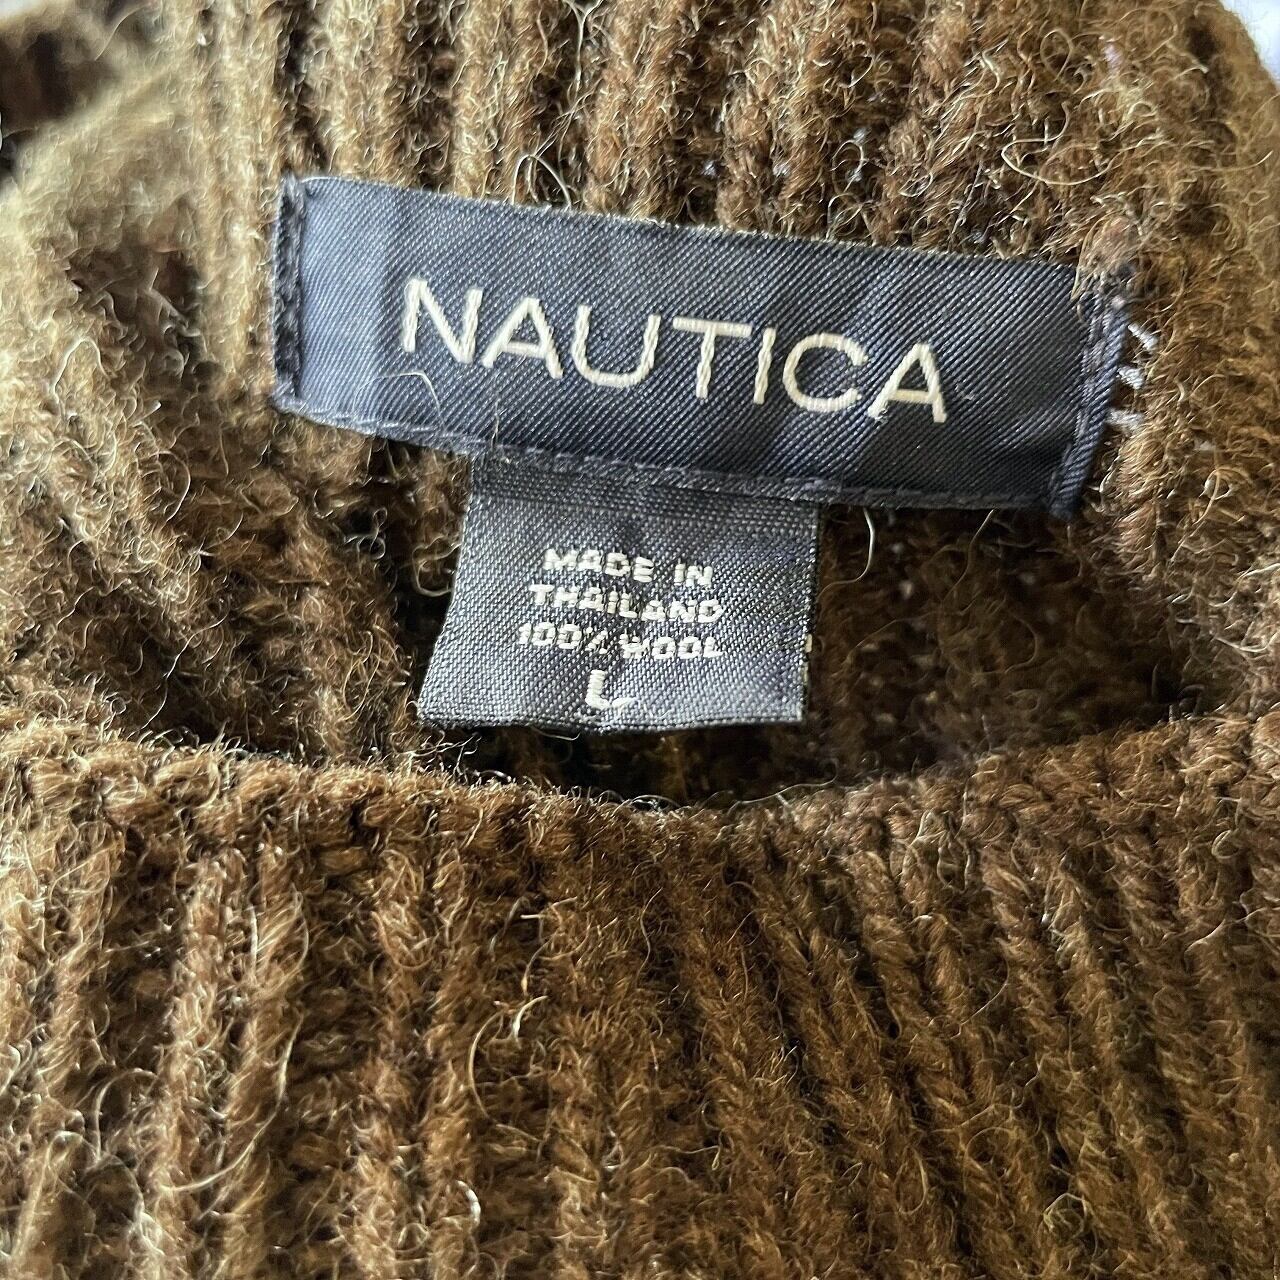 NAUTICA
MADE IN
THAILAND
100% WOOL
L